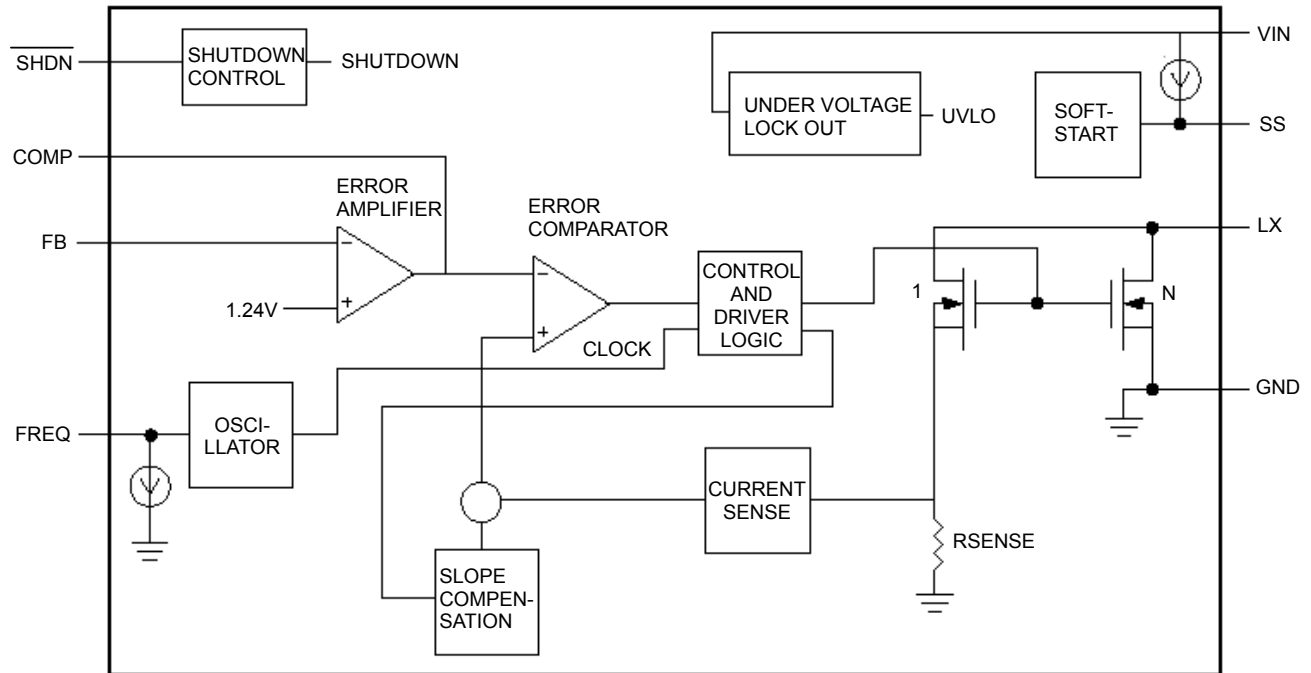 SHDN
SHUTDOWN
CONTROL
SHUTDOWN
VIN
UNDER VOLTAGE
LOCK OUT
UVLO
SOFT-
START
SS
COMP
ERROR
AMPLIFIER
ERROR
COMPARATOR
FB
LX
−
+
1.24V
−
+
CONTROL
AND
DRIVER
LOGIC
1
N
CLOCK
GND
FREQ
OSCI-
LLATOR
CURRENT
SENSE
RSENSE
SLOPE
COMPEN-
SATION